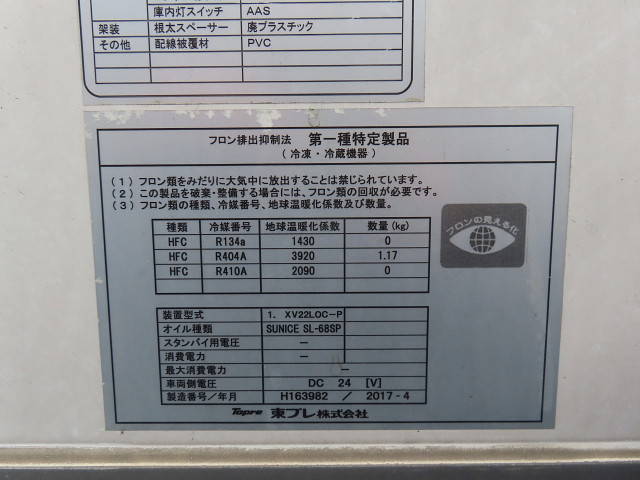 庫内灯スイッチ AAS
架装 根太スペーサー 廃プラスチック
その他 配線被覆材 PVC
フロン排出抑制法 第一種特定製品
(冷凍・冷蔵機器)
(1) フロン類をみだりに大気中に放出することは禁じられています。
(2) この製品を破棄・整備する場合には、フロン類の回収が必要です。
(3) フロン類の種類、冷媒番号、地球温暖化係数及び数量。
種類 冷媒番号 地球温暖化係数 数量(kg)
HFC R134a 1430 0
HFC R404A 3920 1.17
HFC R410A 2090 0
フロンの見える化
装置型式 1. XV22LOC-P
オイル種類 SUNICE SL-68SP
スタンバイ用電圧 －
消費電力 －
最大消費電力 －
車両側電圧 DC 24 [V]
製造番号/年月 H163982 / 2017-4
Topre 東プレ株式会社